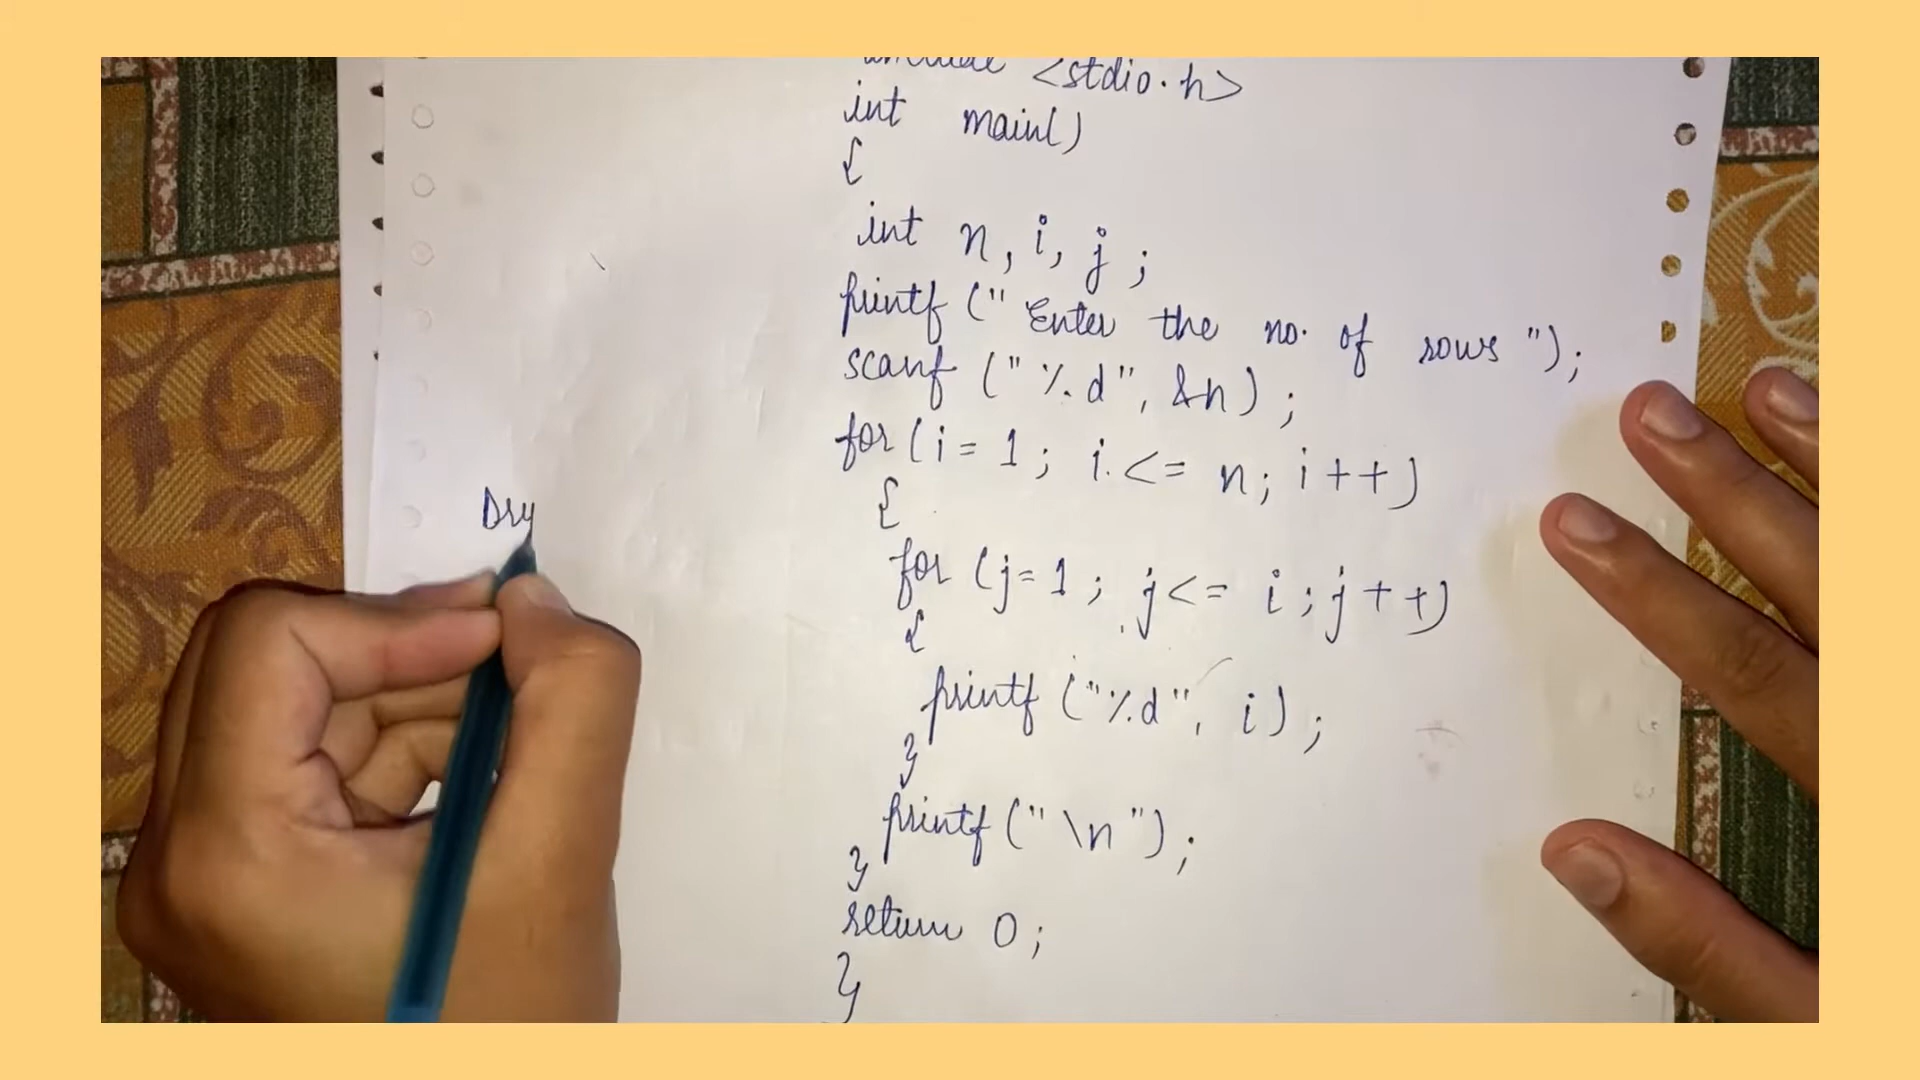 include <stdio.h>
int main()
{
int n, i, j ;
printf (" Enter the no. of rows ");
scanf (" %d", &n) ;
for ( i = 1 ; i <= n; i ++)
{
for (j = 1 ; j <= i ; j ++)
{
printf ("%d", i) ;
}
printf (" \n ") ;
}
return 0 ;
}
Dry